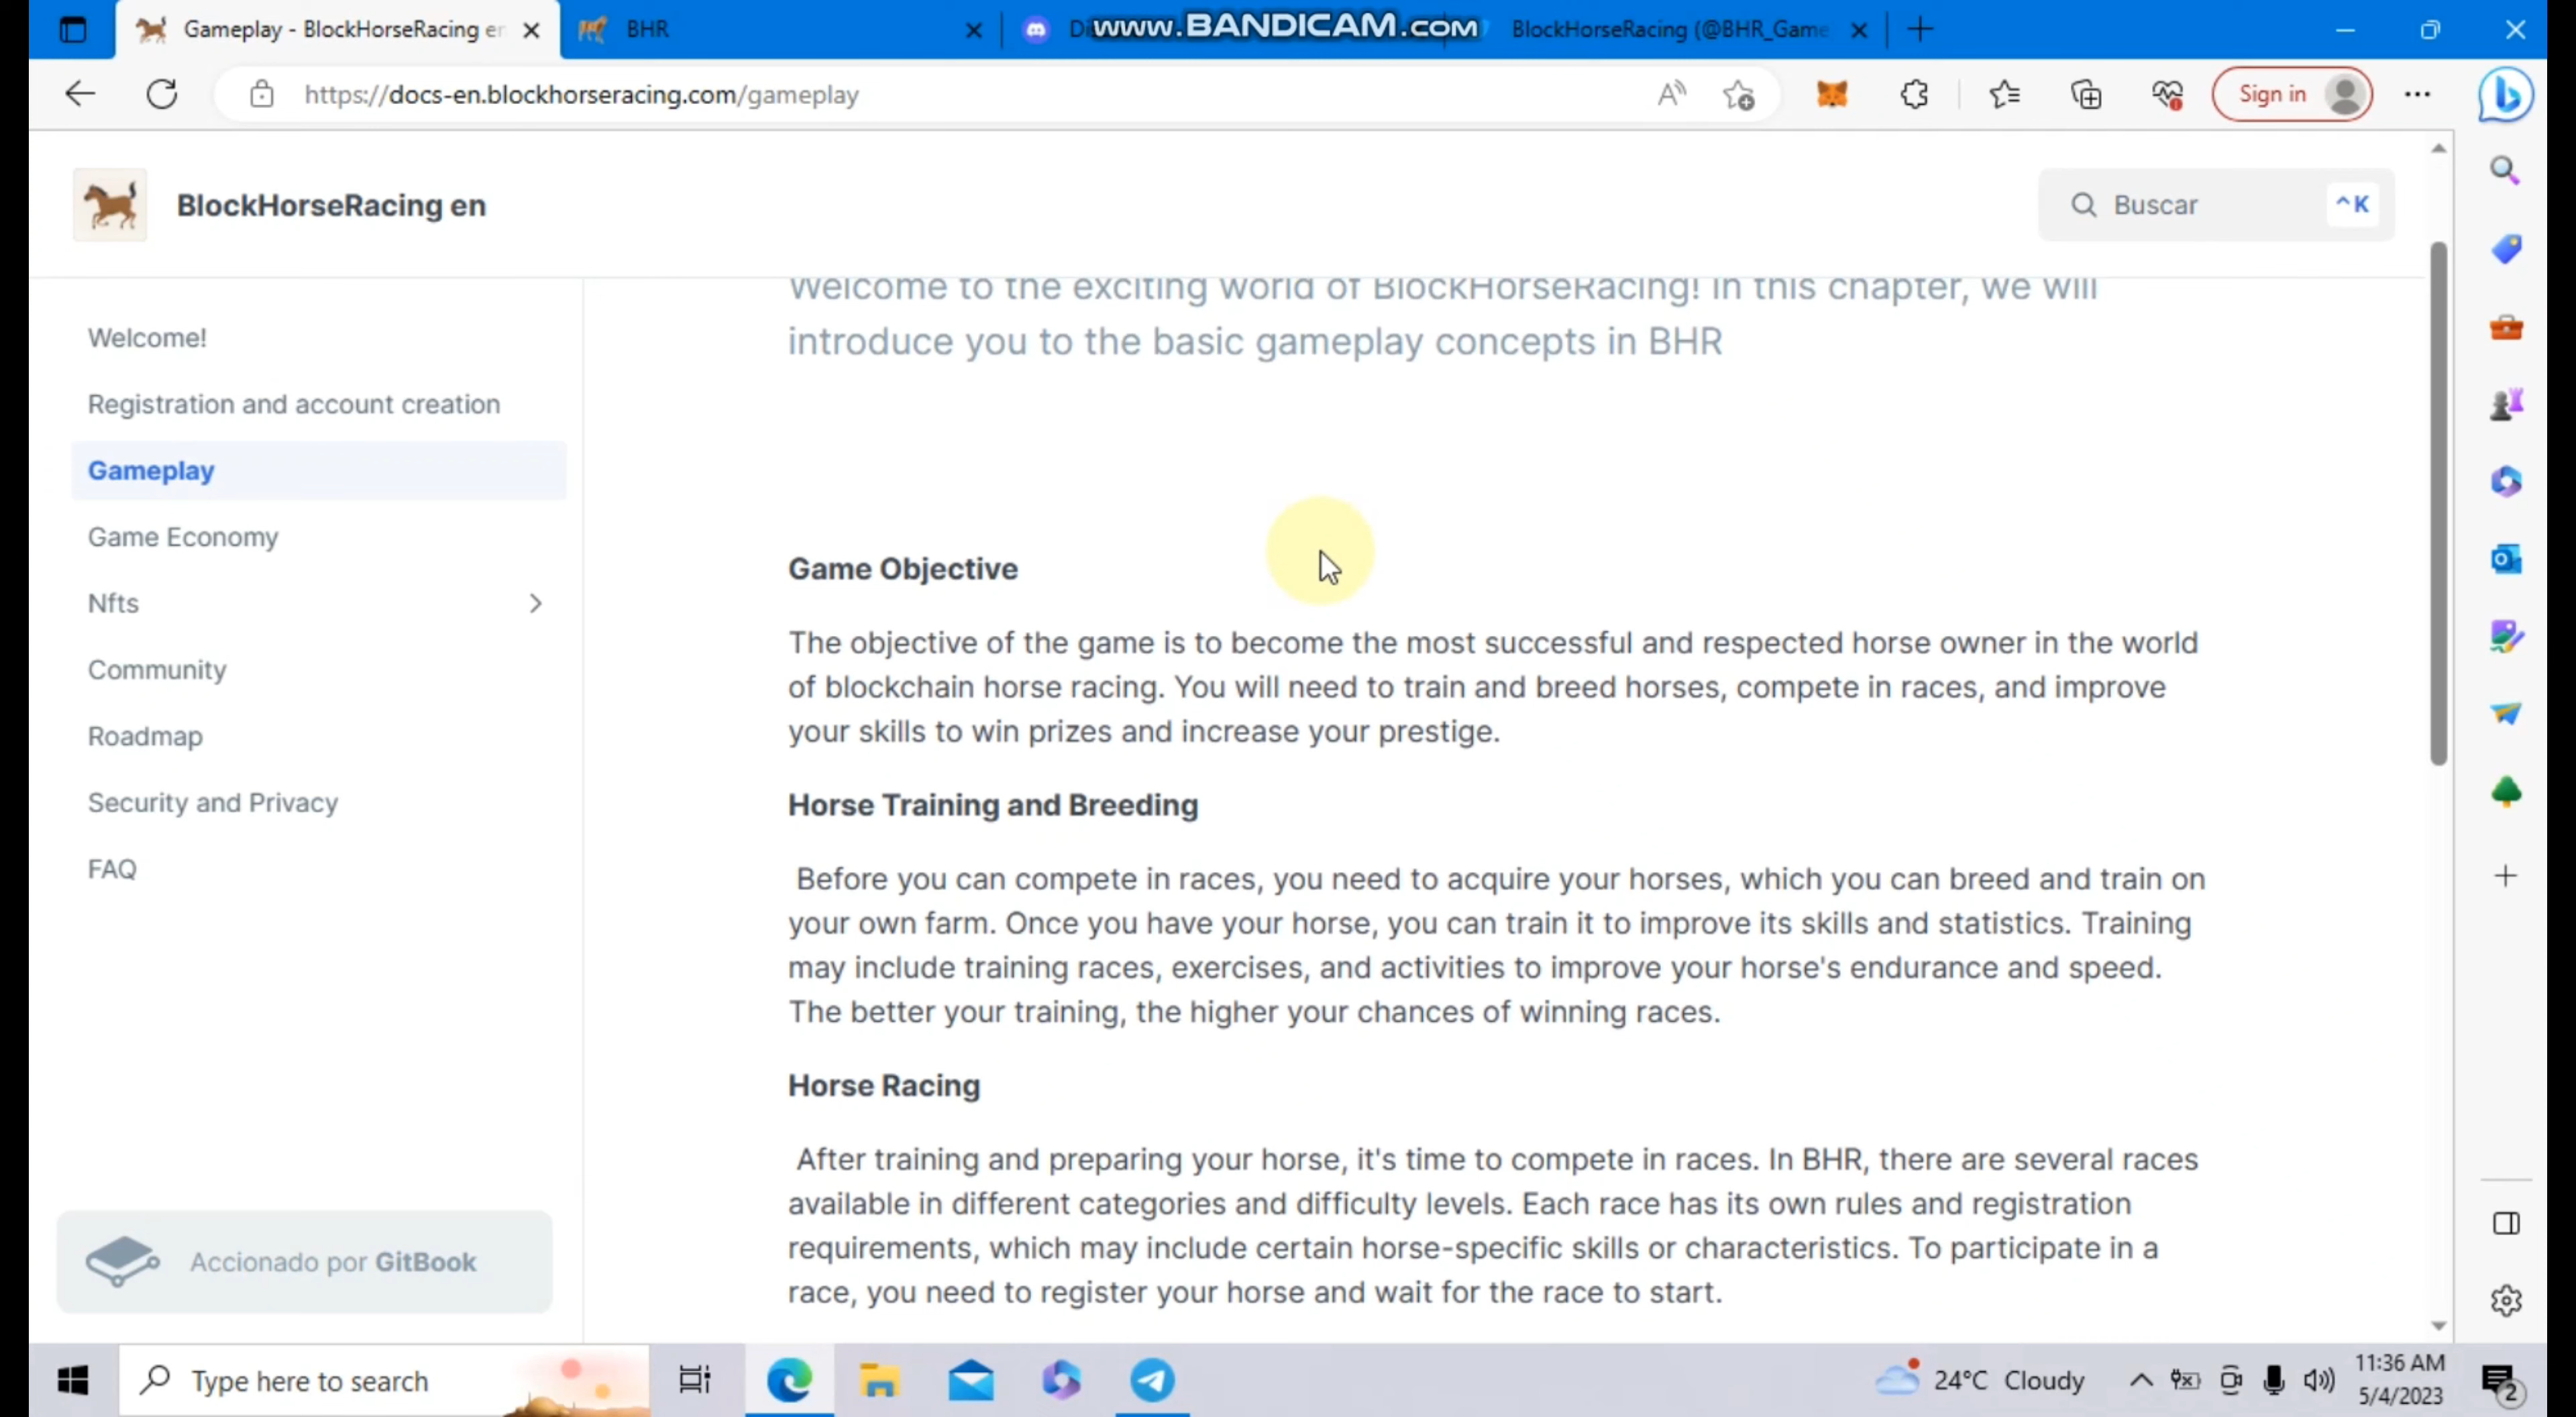 Gameplay - BlockHorseRacing en
BHR
www.BANDICAM.com
BlockHorseRacing (@BHR_Game
https://docs-en.blockhorseracing.com/gameplay
Sign in
BlockHorseRacing en
Buscar
^K
Welcome!
Registration and account creation
Gameplay
Game Economy
Nfts
Community
Roadmap
Security and Privacy
FAQ
Accionado por GitBook
Welcome to the exciting world of BlockHorseRacing! In this chapter, we will
introduce you to the basic gameplay concepts in BHR
Game Objective
The objective of the game is to become the most successful and respected horse owner in the world
of blockchain horse racing. You will need to train and breed horses, compete in races, and improve
your skills to win prizes and increase your prestige.
Horse Training and Breeding
Before you can compete in races, you need to acquire your horses, which you can breed and train on
your own farm. Once you have your horse, you can train it to improve its skills and statistics. Training
may include training races, exercises, and activities to improve your horse's endurance and speed.
The better your training, the higher your chances of winning races.
Horse Racing
After training and preparing your horse, it's time to compete in races. In BHR, there are several races
available in different categories and difficulty levels. Each race has its own rules and registration
requirements, which may include certain horse-specific skills or characteristics. To participate in a
race, you need to register your horse and wait for the race to start.
Type here to search
24°C Cloudy
11:36 AM
5/4/2023
2